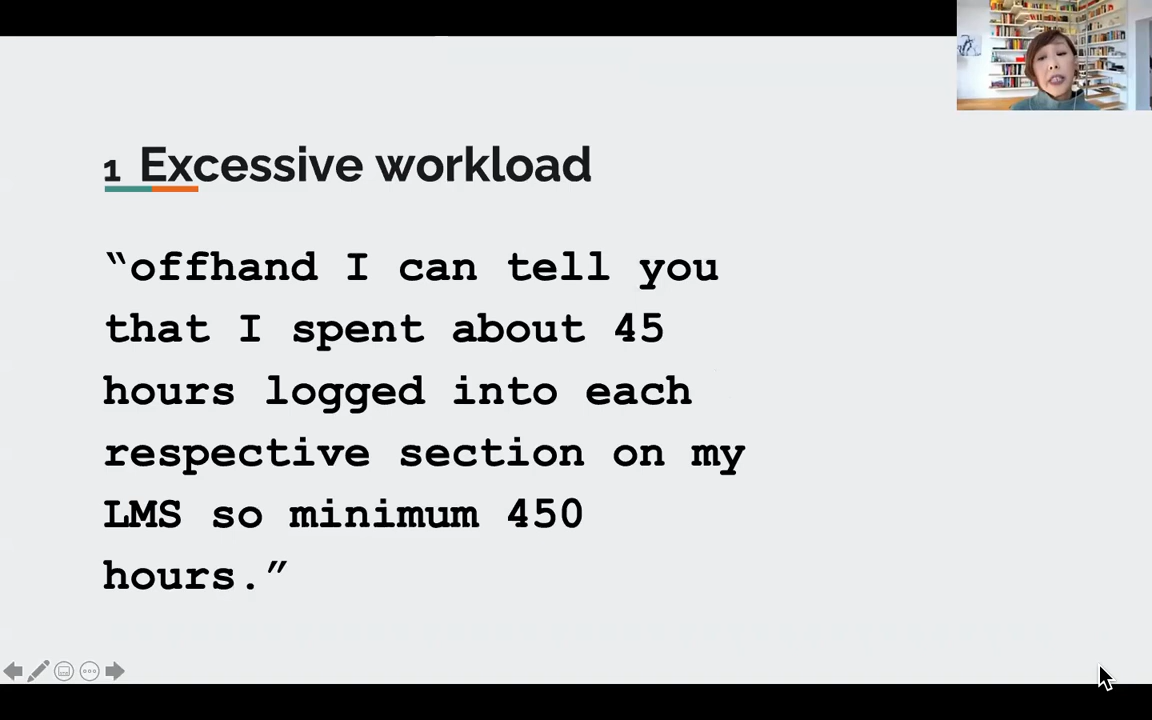 1 Excessive workload
“offhand I can tell you
that I spent about 45
hours logged into each
respective section on my
LMS so minimum 450
hours.”